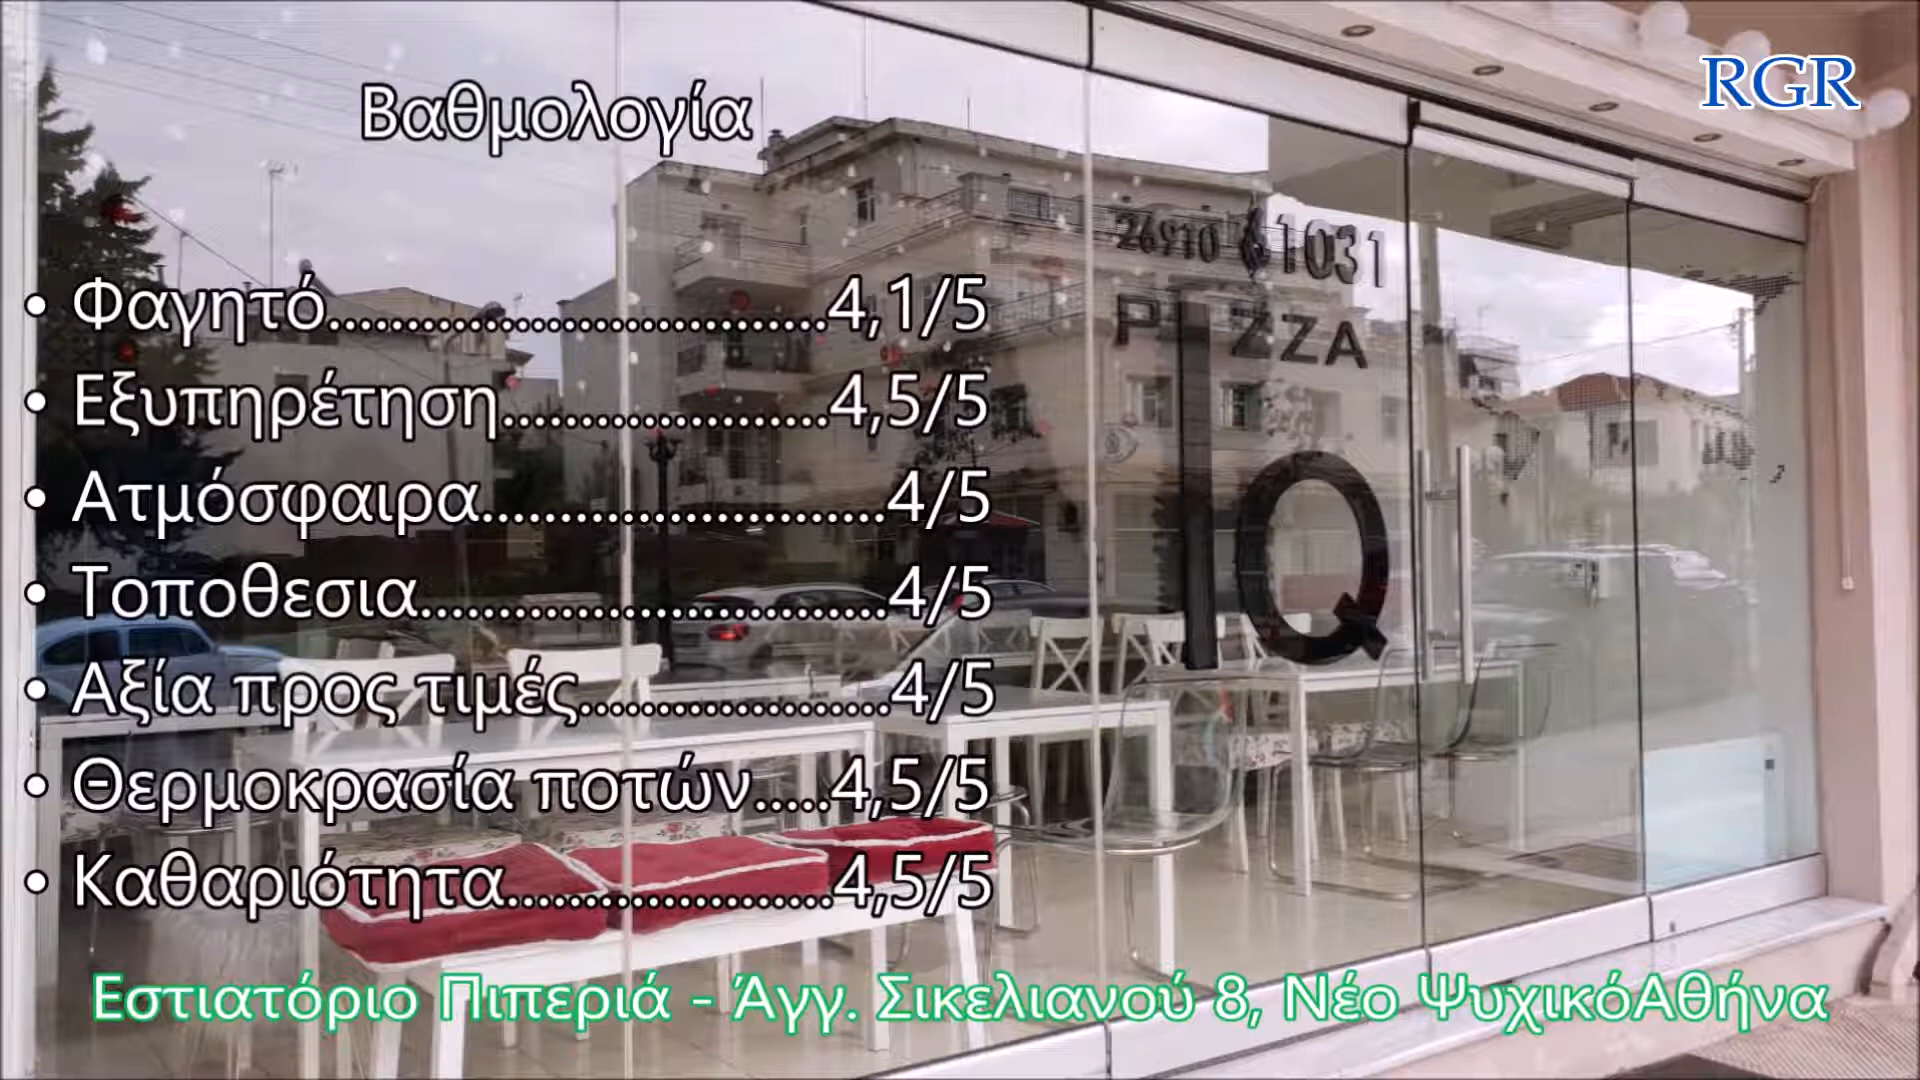 RGR
Βαθμολογία
26910 61031
PIZZA
IQ
• Φαγητό................................4,1/5
• Εξυπηρέτηση.....................4,5/5
• Ατμόσφαιρα..........................4/5
• Τοποθεσια..............................4/5
• Αξία προς τιμές....................4/5
• Θερμοκρασία ποτών.....4,5/5
• Καθαριότητα.....................4,5/5
Εστιατόριο Πιπεριά - Άγγ. Σικελιανού 8, Νέο ΨυχικόΑθήνα